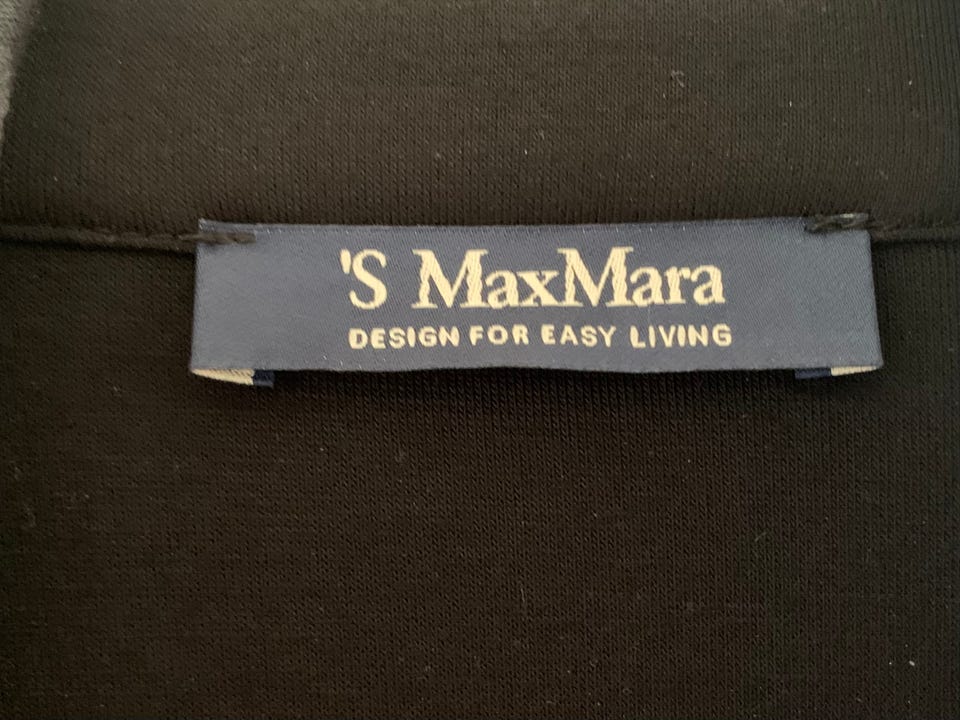 'S MaxMara
DESIGN FOR EASY LIVING